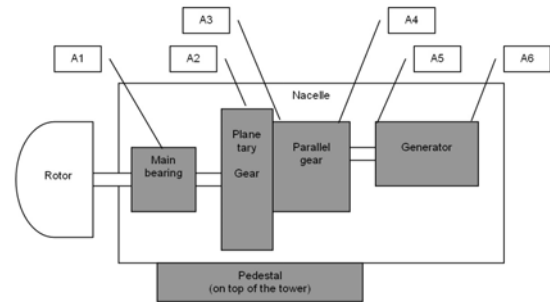 A3
A4
A1
A2
A5
A6
Nacelle
Rotor
Main
bearing
Plane
tary
Gear
Parallel
gear
Generator
Pedestal
(on top of the tower)